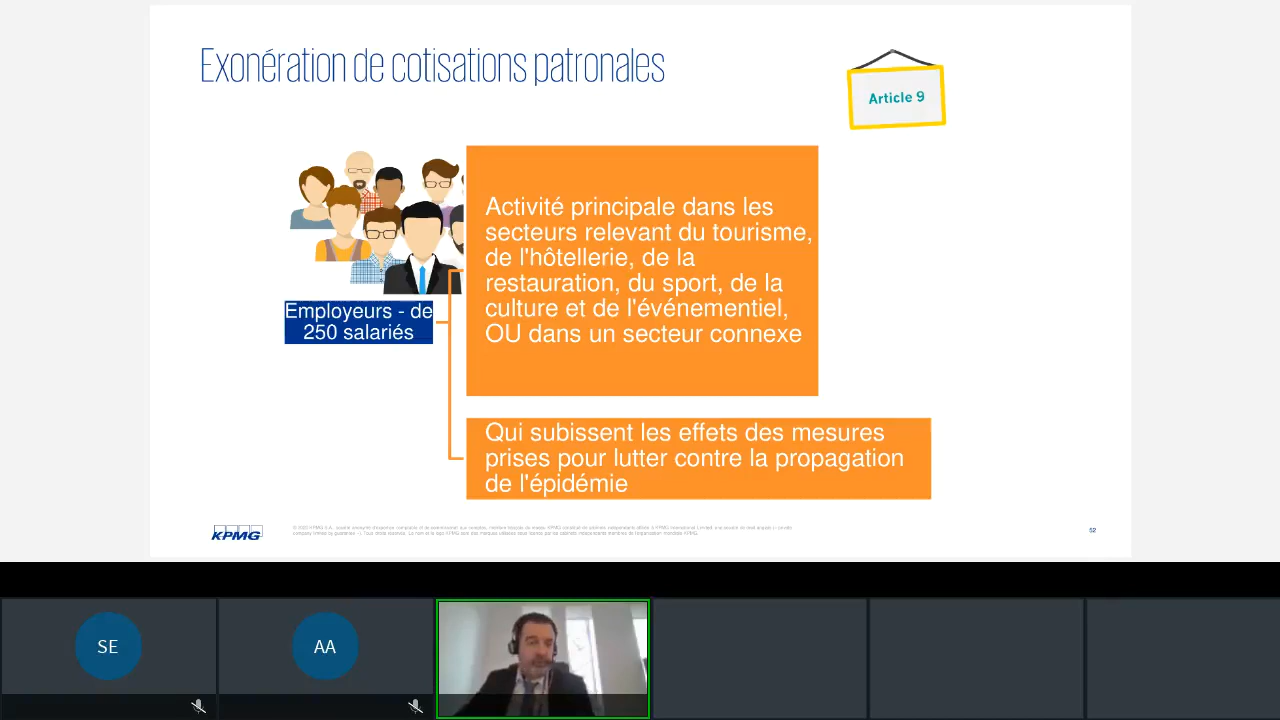 Exonération de cotisations patronales
Article 9
Activité principale dans les
secteurs relevant du tourisme,
de l'hôtellerie, de la
restauration, du sport, de la
culture et de l'événementiel,
OU dans un secteur connexe
Employeurs - de
250 salariés
Qui subissent les effets des mesures
prises pour lutter contre la propagation
de l'épidémie
KPMG
52
SE
AA